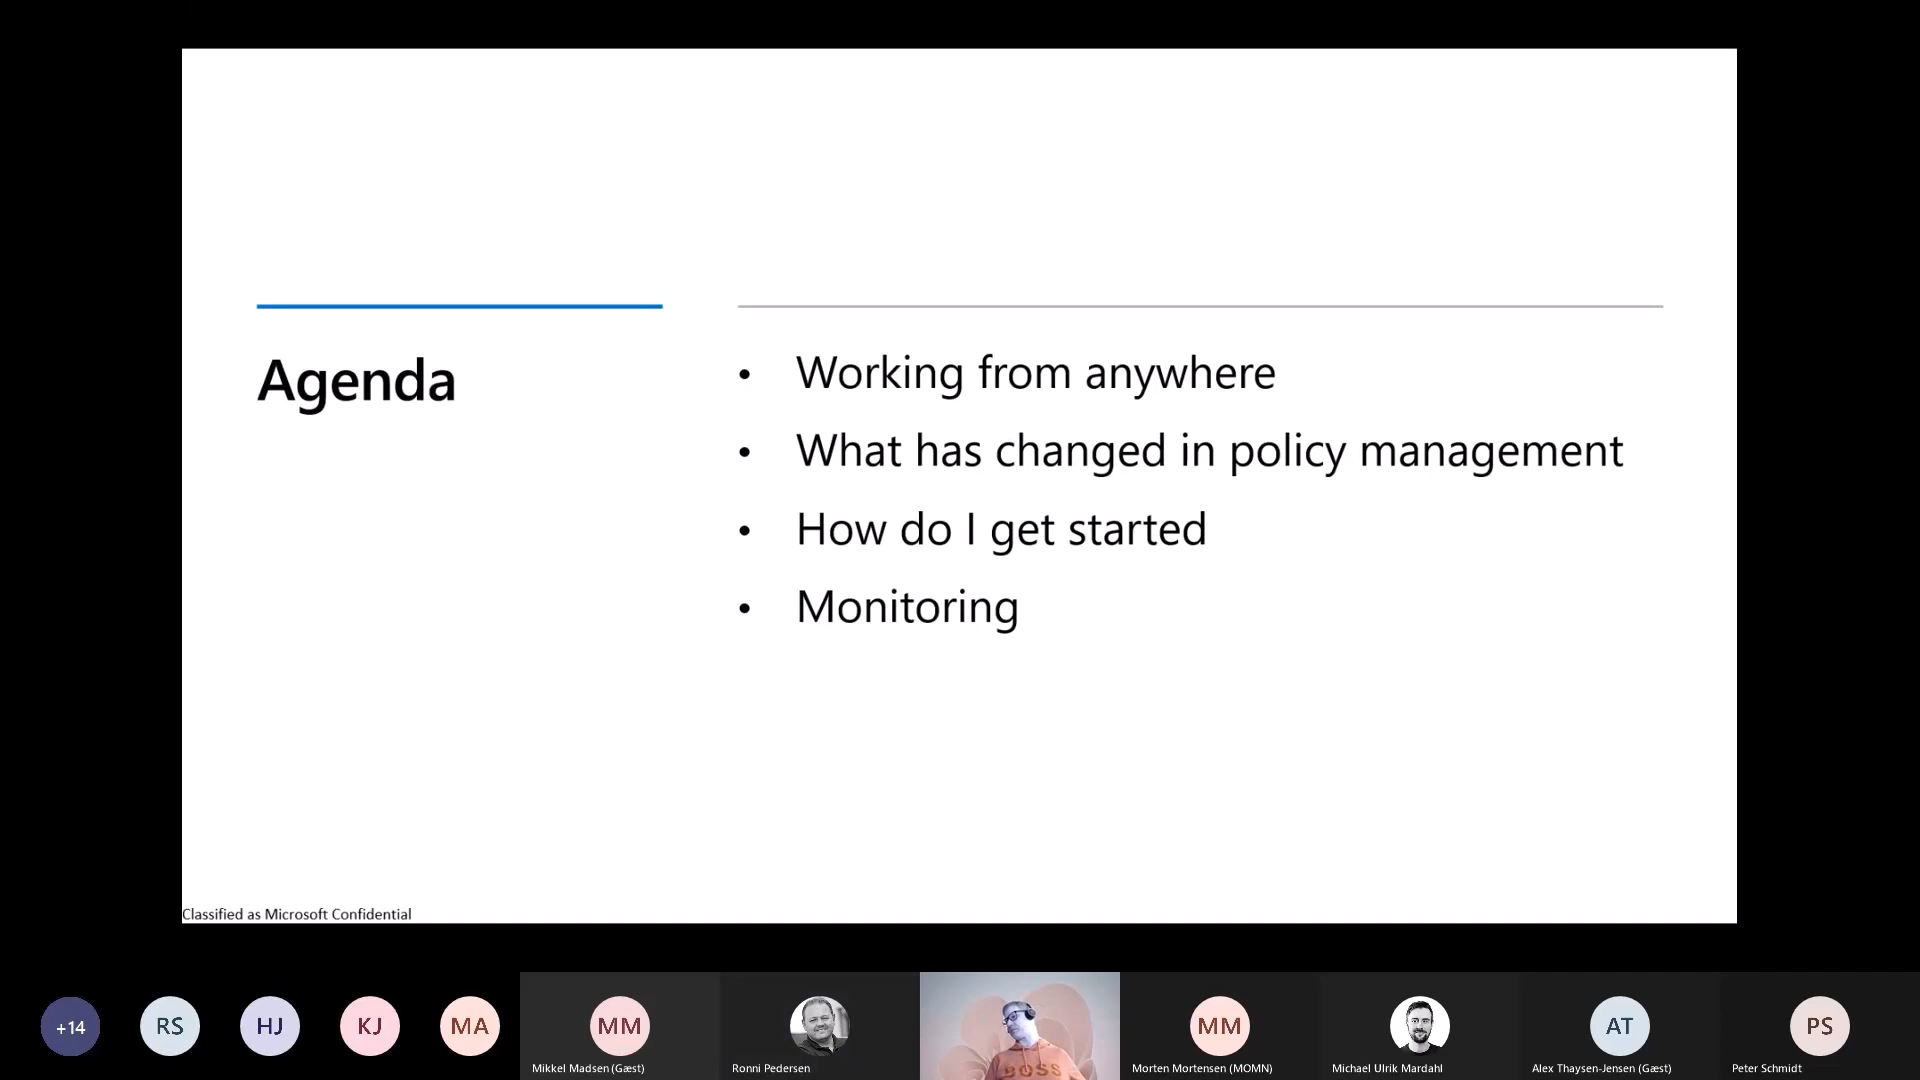 Agenda
• Working from anywhere
• What has changed in policy management
• How do I get started
• Monitoring
Classified as Microsoft Confidential
+14
RS
HJ
KJ
MA
MM
Mikkel Madsen (Gæst)
Ronni Pedersen
BOSS
MM
Morten Mortensen (MOMN)
Michael Ulrik Mardahl
AT
Alex Thaysen-Jensen (Gæst)
PS
Peter Schmidt